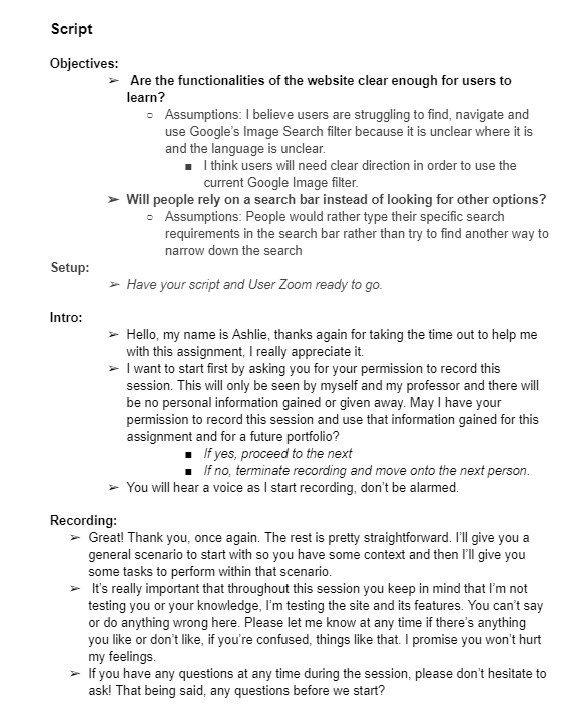 Script
Objectives:
➢ Are the functionalities of the website clear enough for users to
learn?
○ Assumptions: I believe users are struggling to find, navigate and
use Google's Image Search filter because it is unclear where it is
and the language is unclear.
■ I think users will need clear direction in order to use the
current Google Image filter.
➢ Will people rely on a search bar instead of looking for other options?
○ Assumptions: People would rather type their specific search
requirements in the search bar rather than try to find another way to
narrow down the search
Setup:
➢ Have your script and User Zoom ready to go.
Intro:
➢ Hello, my name is Ashlie, thanks again for taking the time out to help me
with this assignment, I really appreciate it.
➢ I want to start first by asking you for your permission to record this
session. This will only be seen by myself and my professor and there will
be no personal information gained or given away. May I have your
permission to record this session and use that information gained for this
assignment and for a future portfolio?
■ If yes, proceed to the next
■ If no, terminate recording and move onto the next person.
➢ You will hear a voice as I start recording, don't be alarmed.
Recording:
➢ Great! Thank you, once again. The rest is pretty straightforward. I'll give you a
general scenario to start with so you have some context and then I'll give you
some tasks to perform within that scenario.
➢ It's really important that throughout this session you keep in mind that I'm not
testing you or your knowledge, I'm testing the site and its features. You can't say
or do anything wrong here. Please let me know at any time if there's anything
you like or don't like, if you're confused, things like that. I promise you won't hurt
my feelings.
➢ If you have any questions at any time during the session, please don't hesitate to
ask! That being said, any questions before we start?